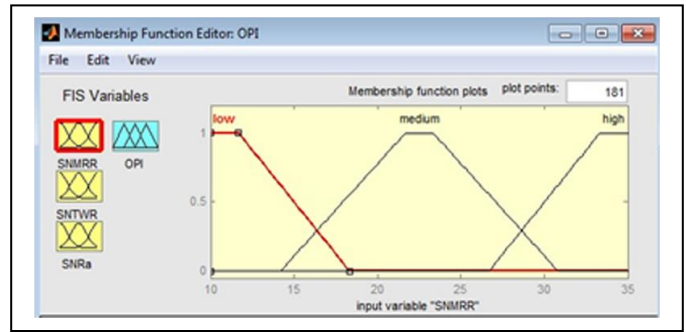 Membership Function Editor: OPI
File Edit View
FIS Variables
Membership function plots plot points: 181
SNMRR OPI
SNTWR
SNRa
low medium high
1
0.5
0
10 15 20 25 30 35
input variable "SNMRR"